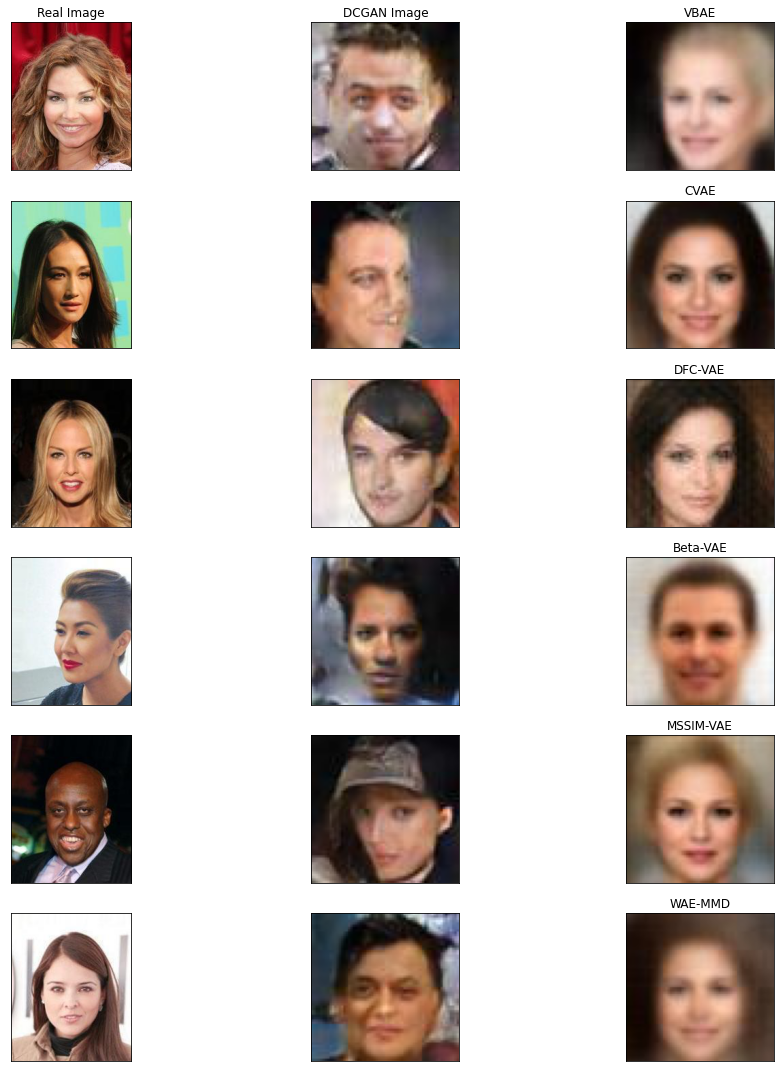 Real Image
DCGAN Image
VBAE
CVAE
DFC-VAE
Beta-VAE
MSSIM-VAE
WAE-MMD